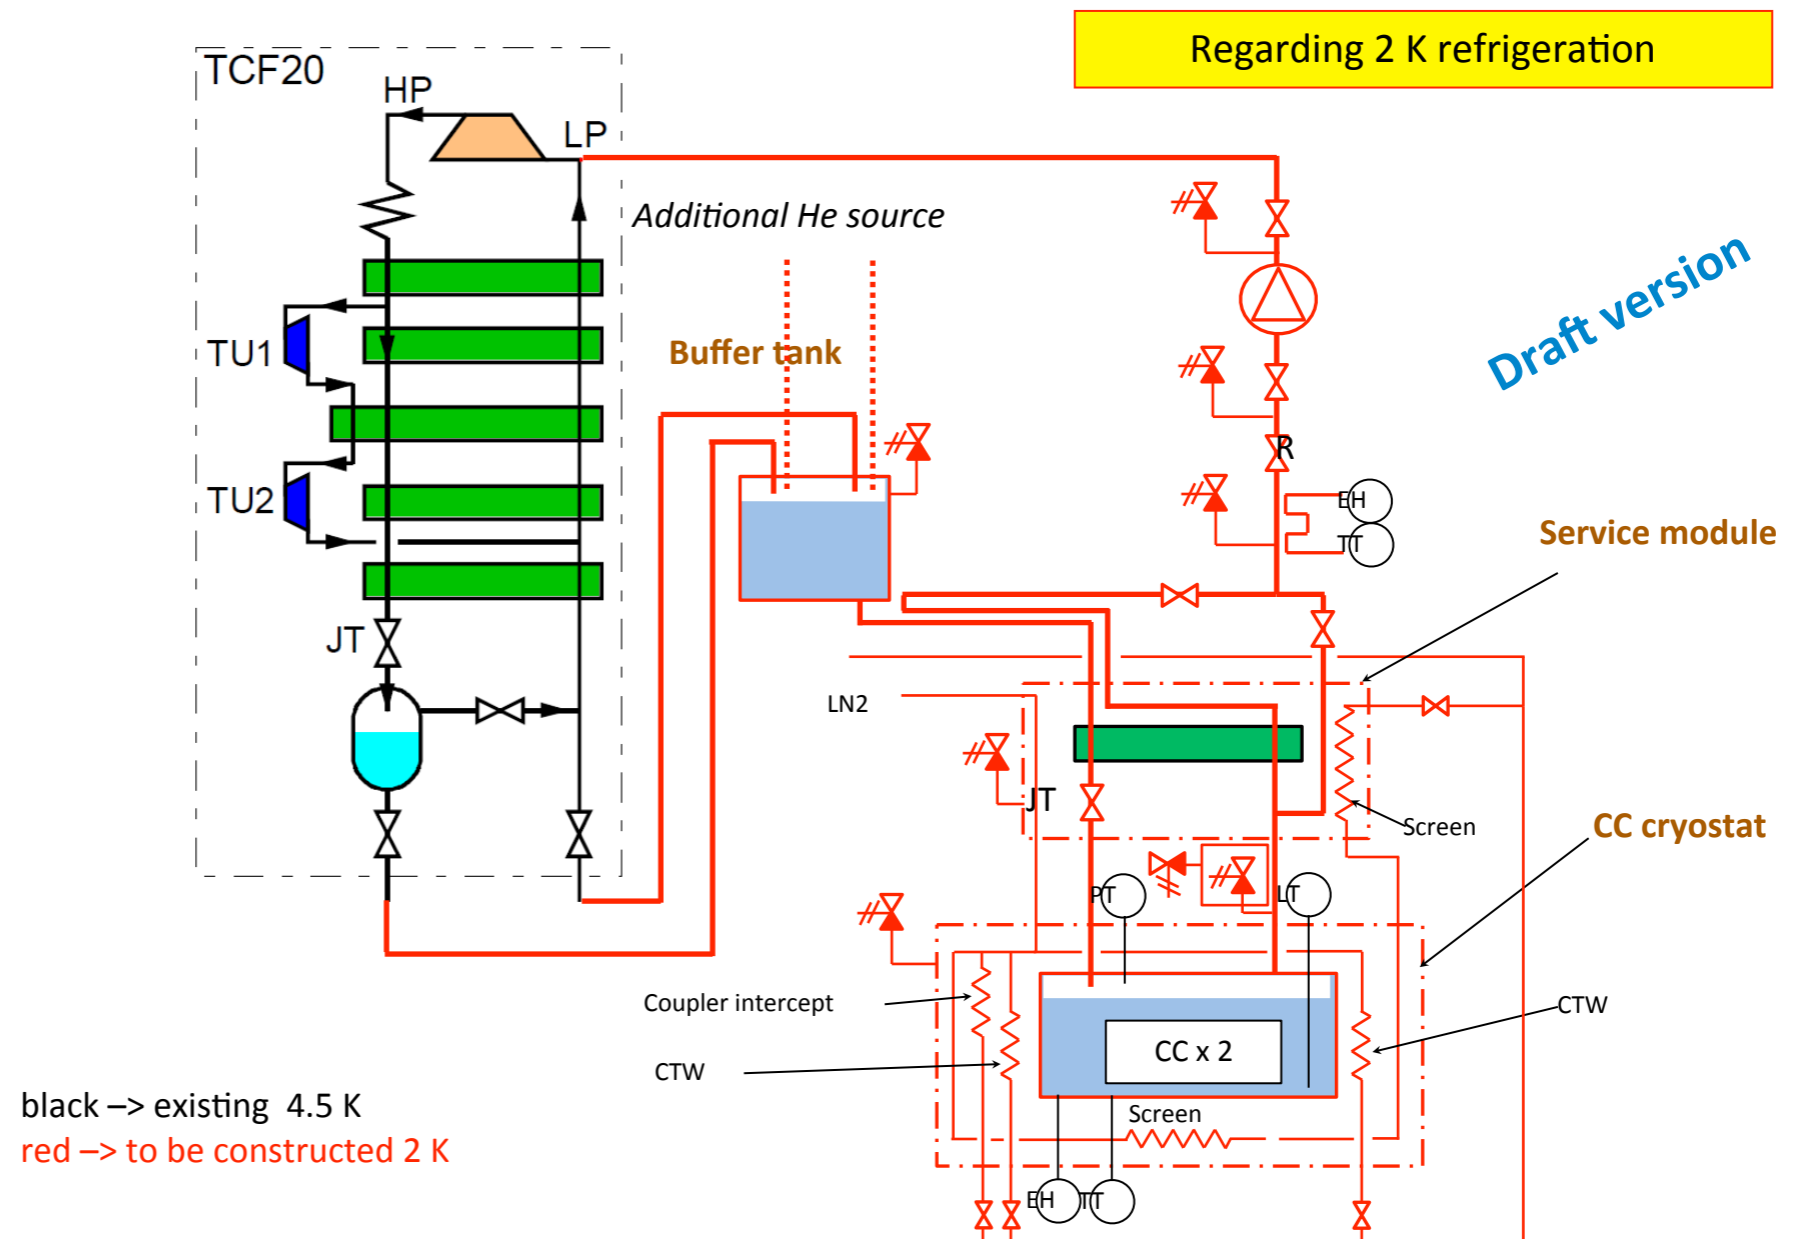 Regarding 2 K refrigeration
TCF20
HP
LP
Additional He source
Draft version
TU1
Buffer tank
R
TU2
EH
TT
Service module
JT
LN2
JT
Screen
CC cryostat
PT
LT
Coupler intercept
CTW
CC x 2
CTW
Screen
black –> existing 4.5 K
red –> to be constructed 2 K
EH
TT